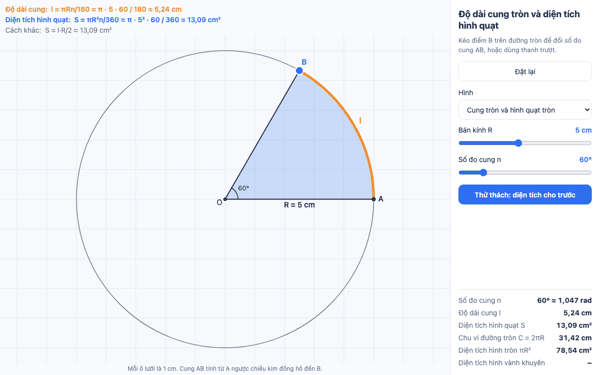 Độ dài cung: l = πRn/180 = π · 5 · 60 / 180 ≈ 5,24 cm
Diện tích hình quạt: S = πR²n/360 = π · 5² · 60 / 360 ≈ 13,09 cm²
Cách khác: S = l·R/2 = 13,09 cm²
B
l
60°
O
A
R = 5 cm
Mỗi ô lưới là 1 cm. Cung AB tính từ A ngược chiều kim đồng hồ đến B.
Độ dài cung tròn và diện tích
hình quạt
Kéo điểm B trên đường tròn để đổi số đo
cung AB, hoặc dùng thanh trượt.
Đặt lại
Hình
Cung tròn và hình quạt tròn
Bán kính R 5 cm
Số đo cung n 60°
Thử thách: diện tích cho trước
Số đo cung n 60° ≈ 1,047 rad
Độ dài cung l 5,24 cm
Diện tích hình quạt S 13,09 cm²
Chu vi đường tròn C = 2πR 31,42 cm
Diện tích hình tròn πR² 78,54 cm²
Diện tích hình vành khuyên –